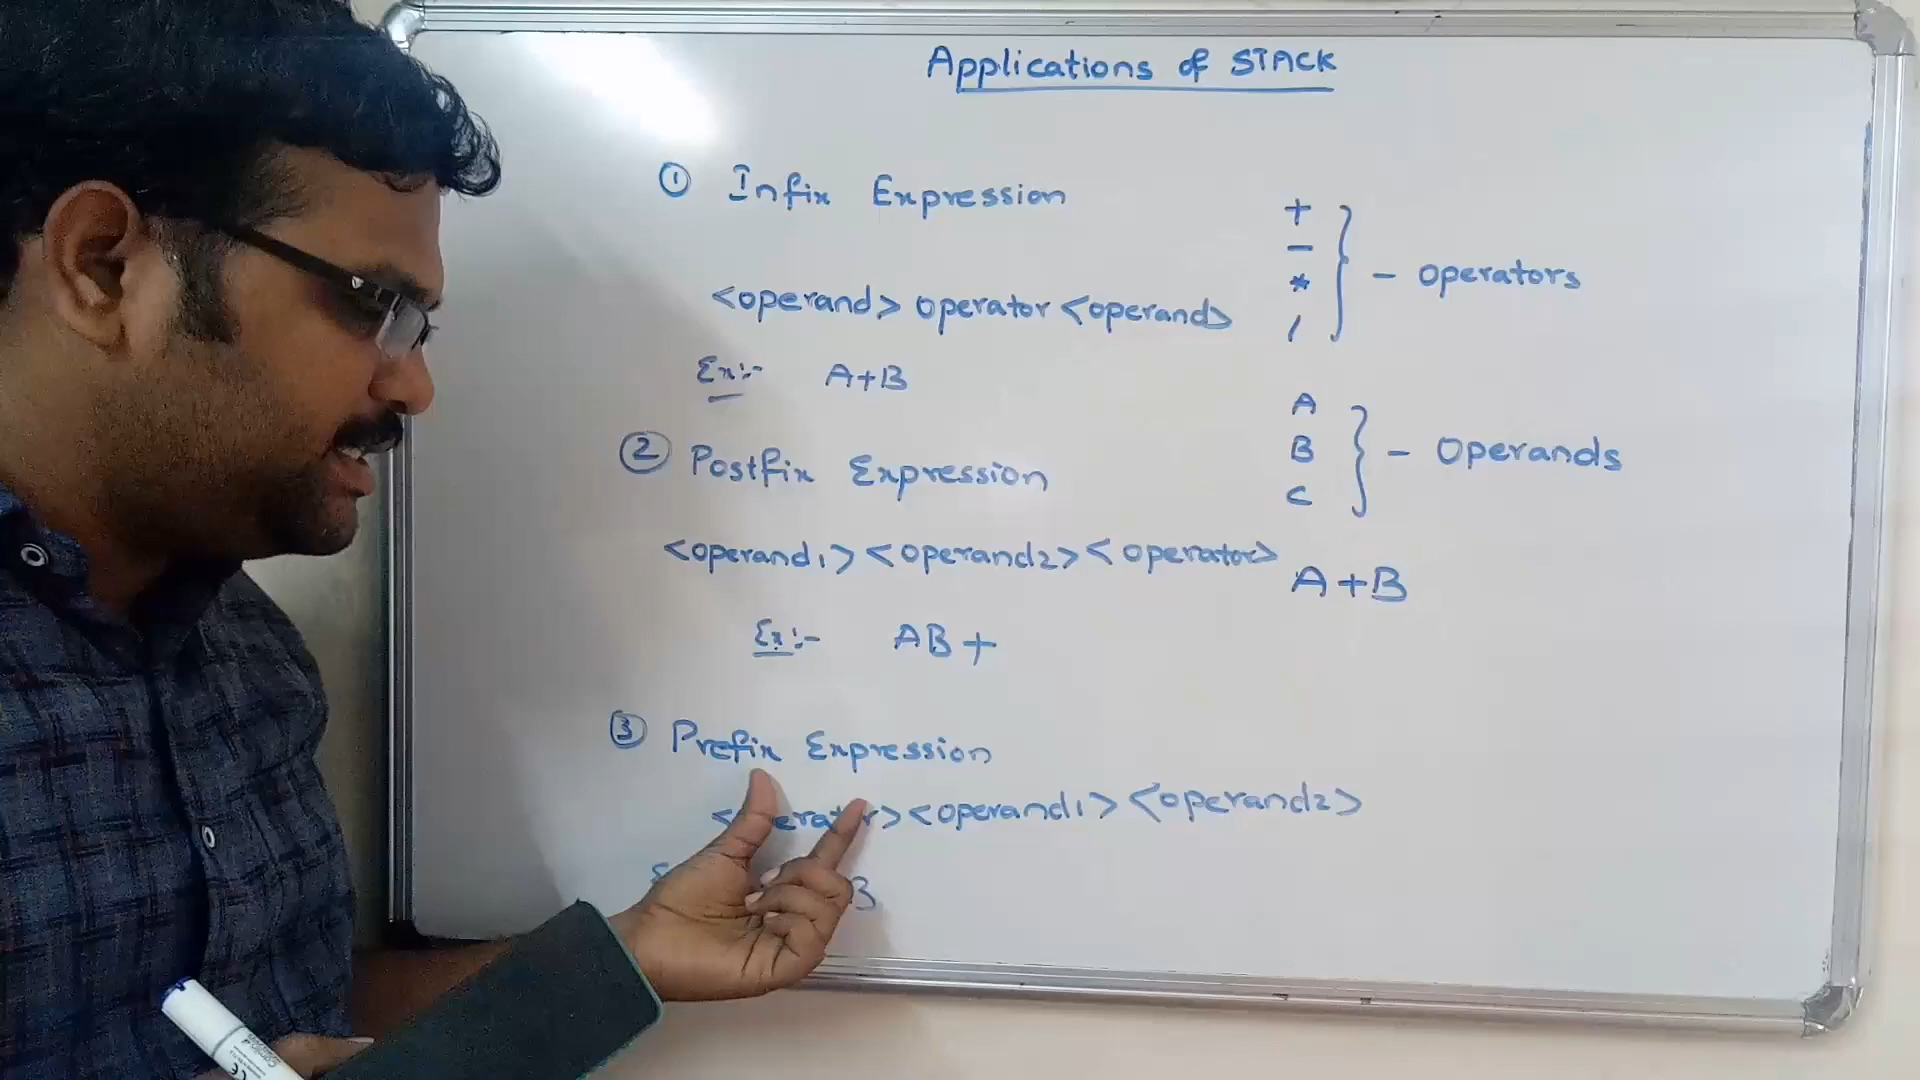 Applications of STACK
① Infix Expression
<operand> operator <operand>
Ex:- A+B
② Postfix Expression
<operand1> <operand2> <operator>
Ex:- AB+
③ Prefix Expression
<operand1> <operand2>
B
+
-
*
/
- operators
A
B
C
- Operands
A+B